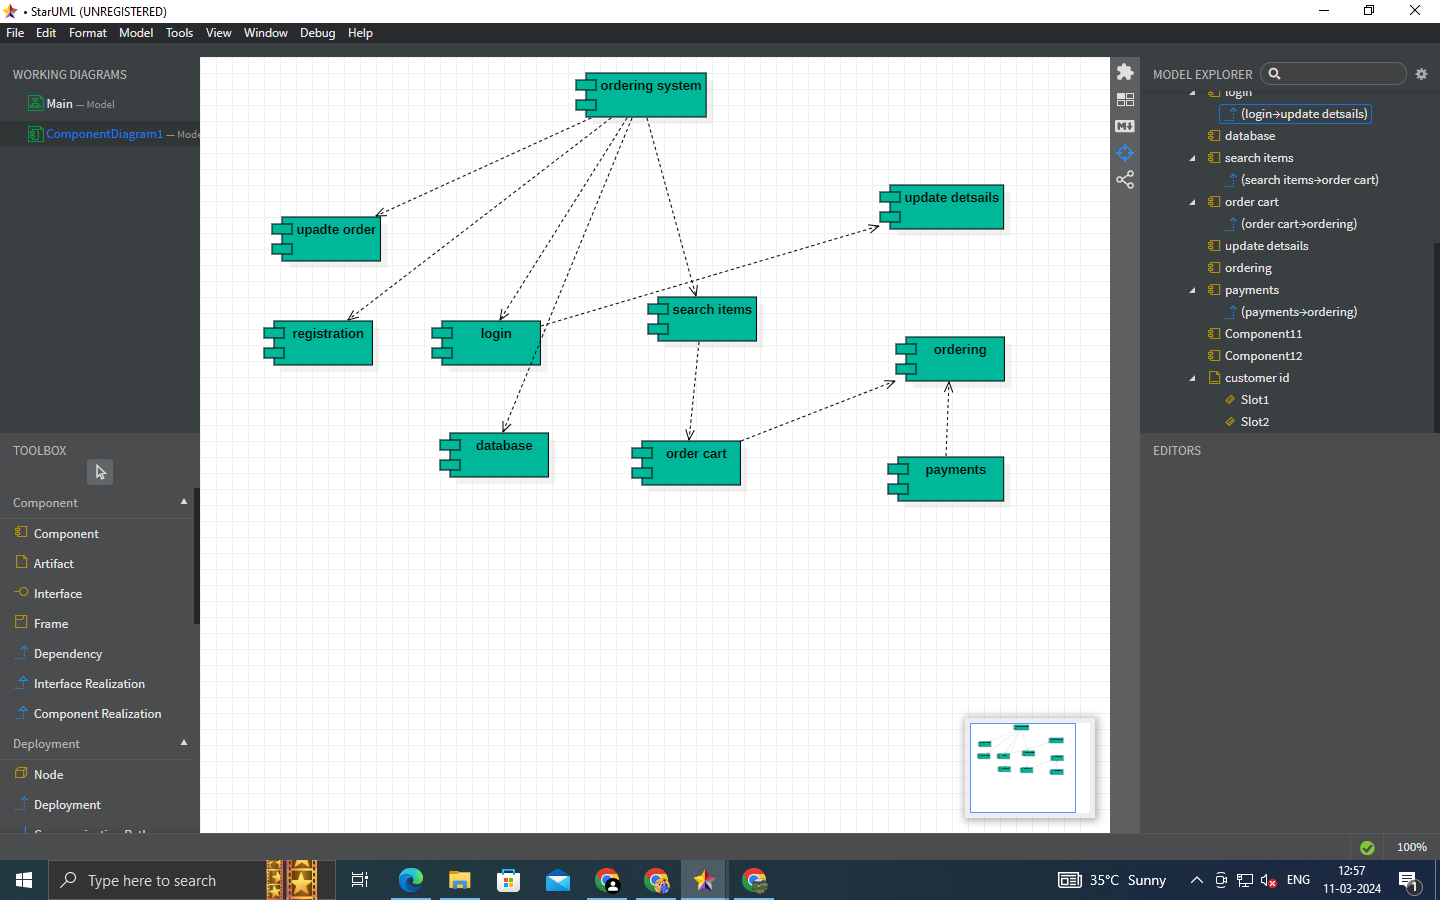 • StarUML (UNREGISTERED)
File Edit Format Model Tools View Window Debug Help
WORKING DIAGRAMS
Main — Model
ComponentDiagram1 — Mode
TOOLBOX
Component
Component
Artifact
Interface
Frame
Dependency
Interface Realization
Component Realization
Deployment
Node
Deployment
ordering system
update detsails
upadte order
search items
registration
login
ordering
database
order cart
payments
M
MODEL EXPLORER
login
(login→update detsails)
database
search items
(search items→order cart)
order cart
(order cart→ordering)
update detsails
ordering
payments
(payments→ordering)
Component11
Component12
customer id
Slot1
Slot2
EDITORS
100%
Type here to search
35°C Sunny
ENG
12:57
11-03-2024
1